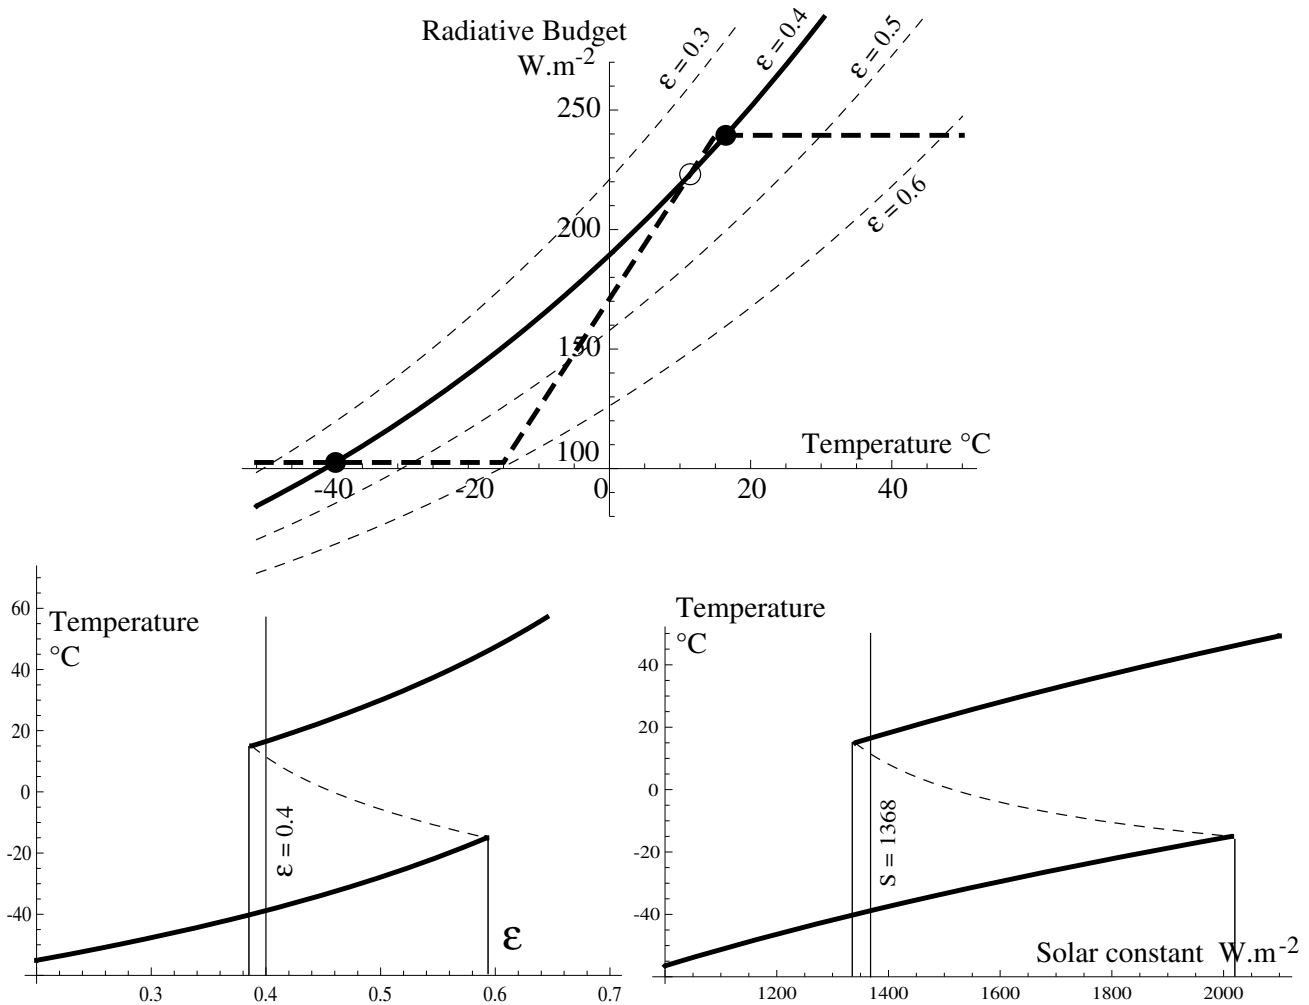 Radiative Budget
W.m-2
ε = 0.3
ε = 0.4
ε = 0.5
ε = 0.6
250
200
150
100
Temperature °C
-40
-20
0
20
40
Temperature
°C
60
40
20
0
-20
-40
ε = 0.4
ε
0.3
0.4
0.5
0.6
0.7
Temperature
°C
40
20
0
-20
-40
S = 1368
Solar constant W.m-2
1200
1400
1600
1800
2000